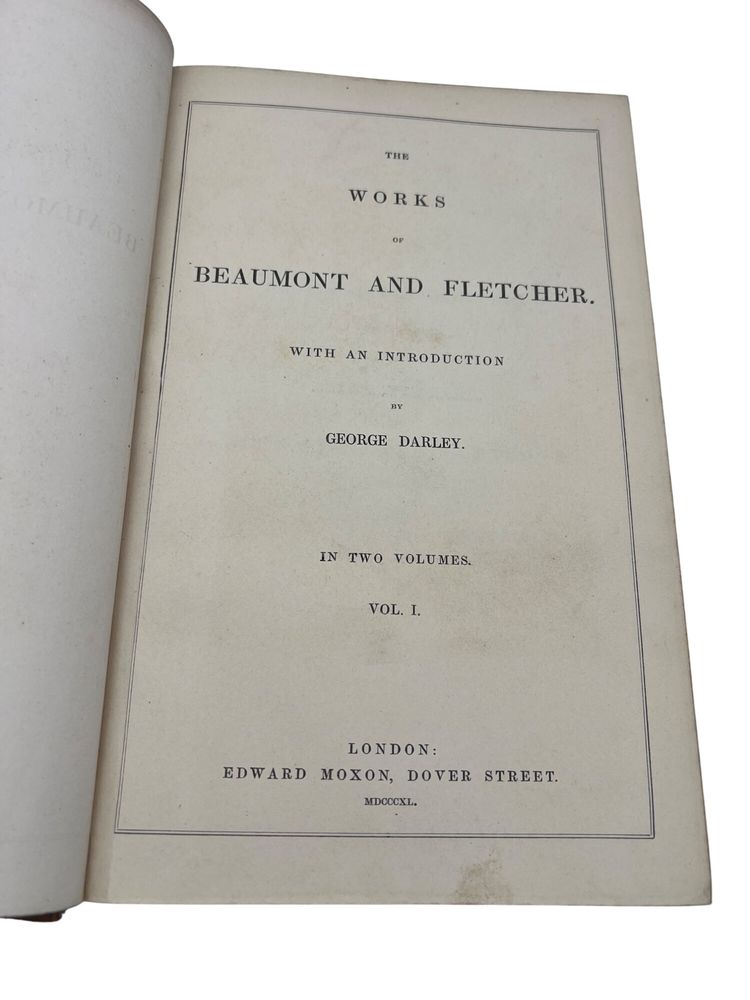 THE
WORKS
OF
BEAUMONT AND FLETCHER.
WITH AN INTRODUCTION
BY
GEORGE DARLEY.
IN TWO VOLUMES.
VOL. I.
LONDON:
EDWARD MOXON, DOVER STREET.
MDCCCXL.